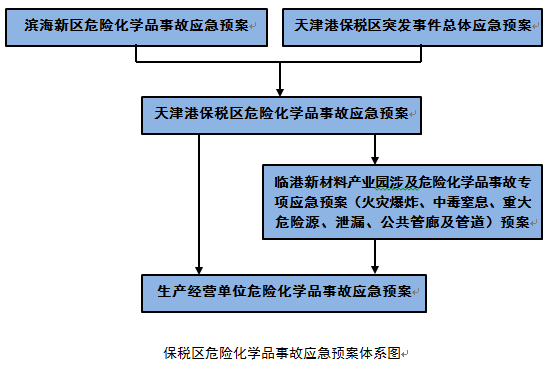 滨海新区危险化学品事故应急预案
天津港保税区突发事件总体应急预案
天津港保税区危险化学品事故应急预案
临港新材料产业园涉及危险化学品事故专
项应急预案（火灾爆炸、中毒窒息、重大
危险源、泄漏、公共管廊及管道）预案
生产经营单位危险化学品事故应急预案
保税区危险化学品事故应急预案体系图